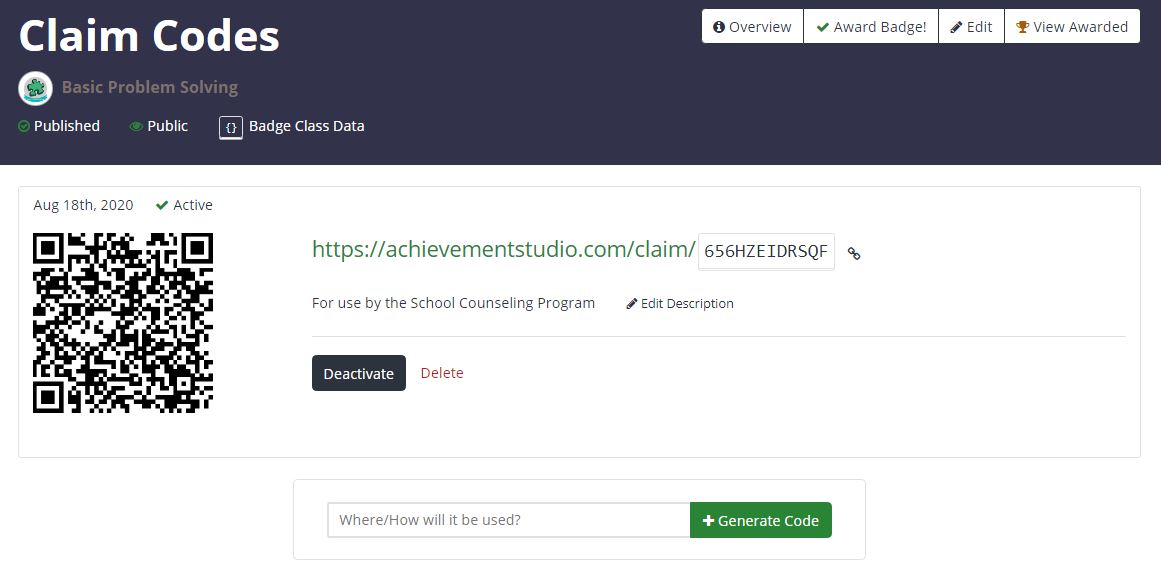 Claim Codes
Overview Award Badge! Edit View Awarded
Basic Problem Solving
Published Public {} Badge Class Data
Aug 18th, 2020 Active
https://achievementstudio.com/claim/ 656HZEIDRSQF
For use by the School Counseling Program Edit Description
Deactivate Delete
Where/How will it be used? Generate Code